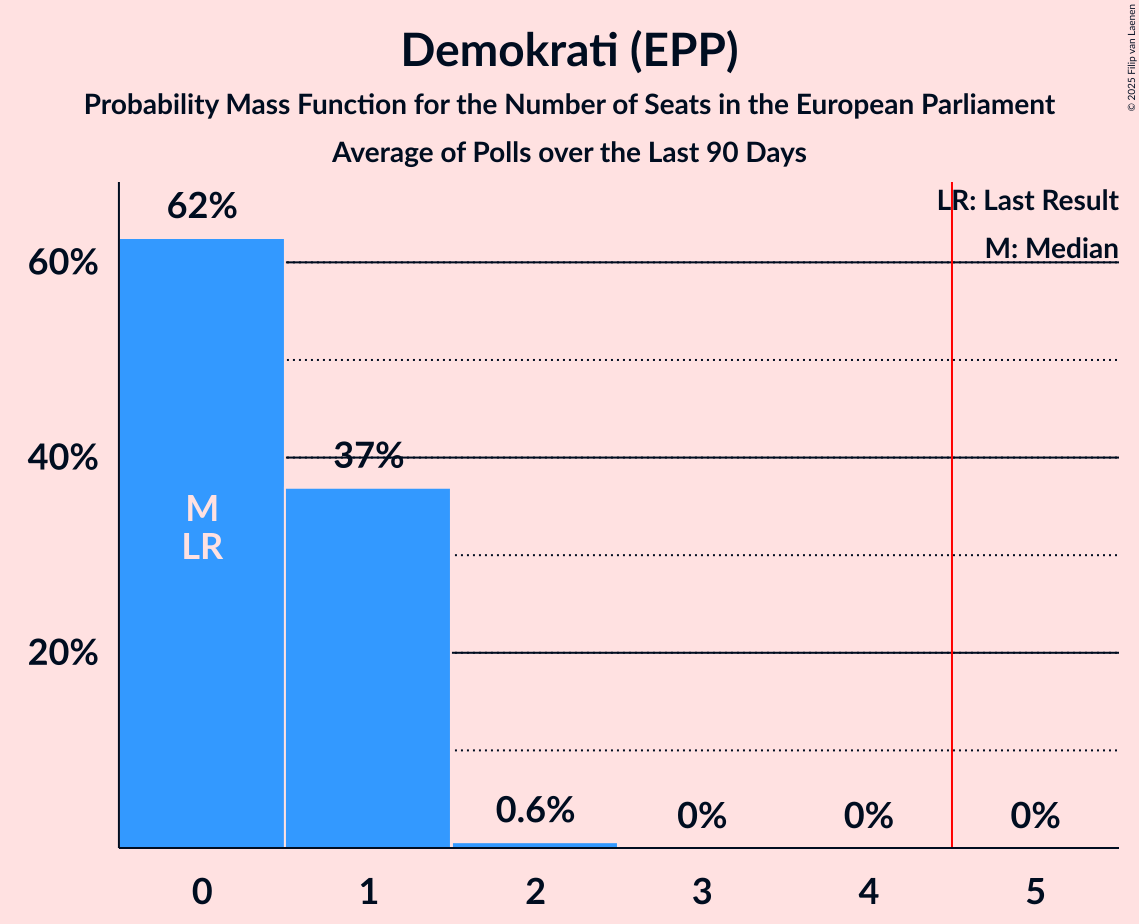 Demokrati (EPP)
Probability Mass Function for the Number of Seats in the European Parliament
Average of Polls over the Last 90 Days
© 2025 Filip van Laenen
LR: Last Result
M: Median
62%
60%
40%
37%
M
LR
20%
0.6%
0%
0%
0%
0
1
2
3
4
5